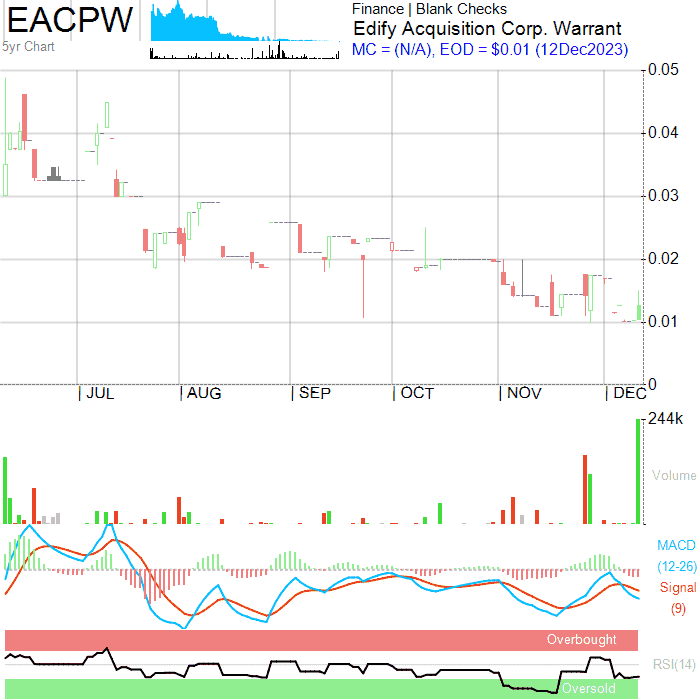 EACPW
5yr Chart
Finance | Blank Checks
Edify Acquisition Corp. Warrant
MC = (N/A), EOD = $0.01 (12Dec2023)
0.05
0.04
0.03
0.02
0.01
0
JUL
AUG
SEP
OCT
NOV
DEC
244k
Volume
MACD
(12-26)
Signal
(9)
Overbought
RSI(14)
Oversold